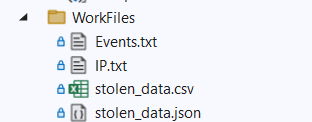 WorkFiles
Events.txt
IP.txt
stolen_data.csv
stolen_data.json